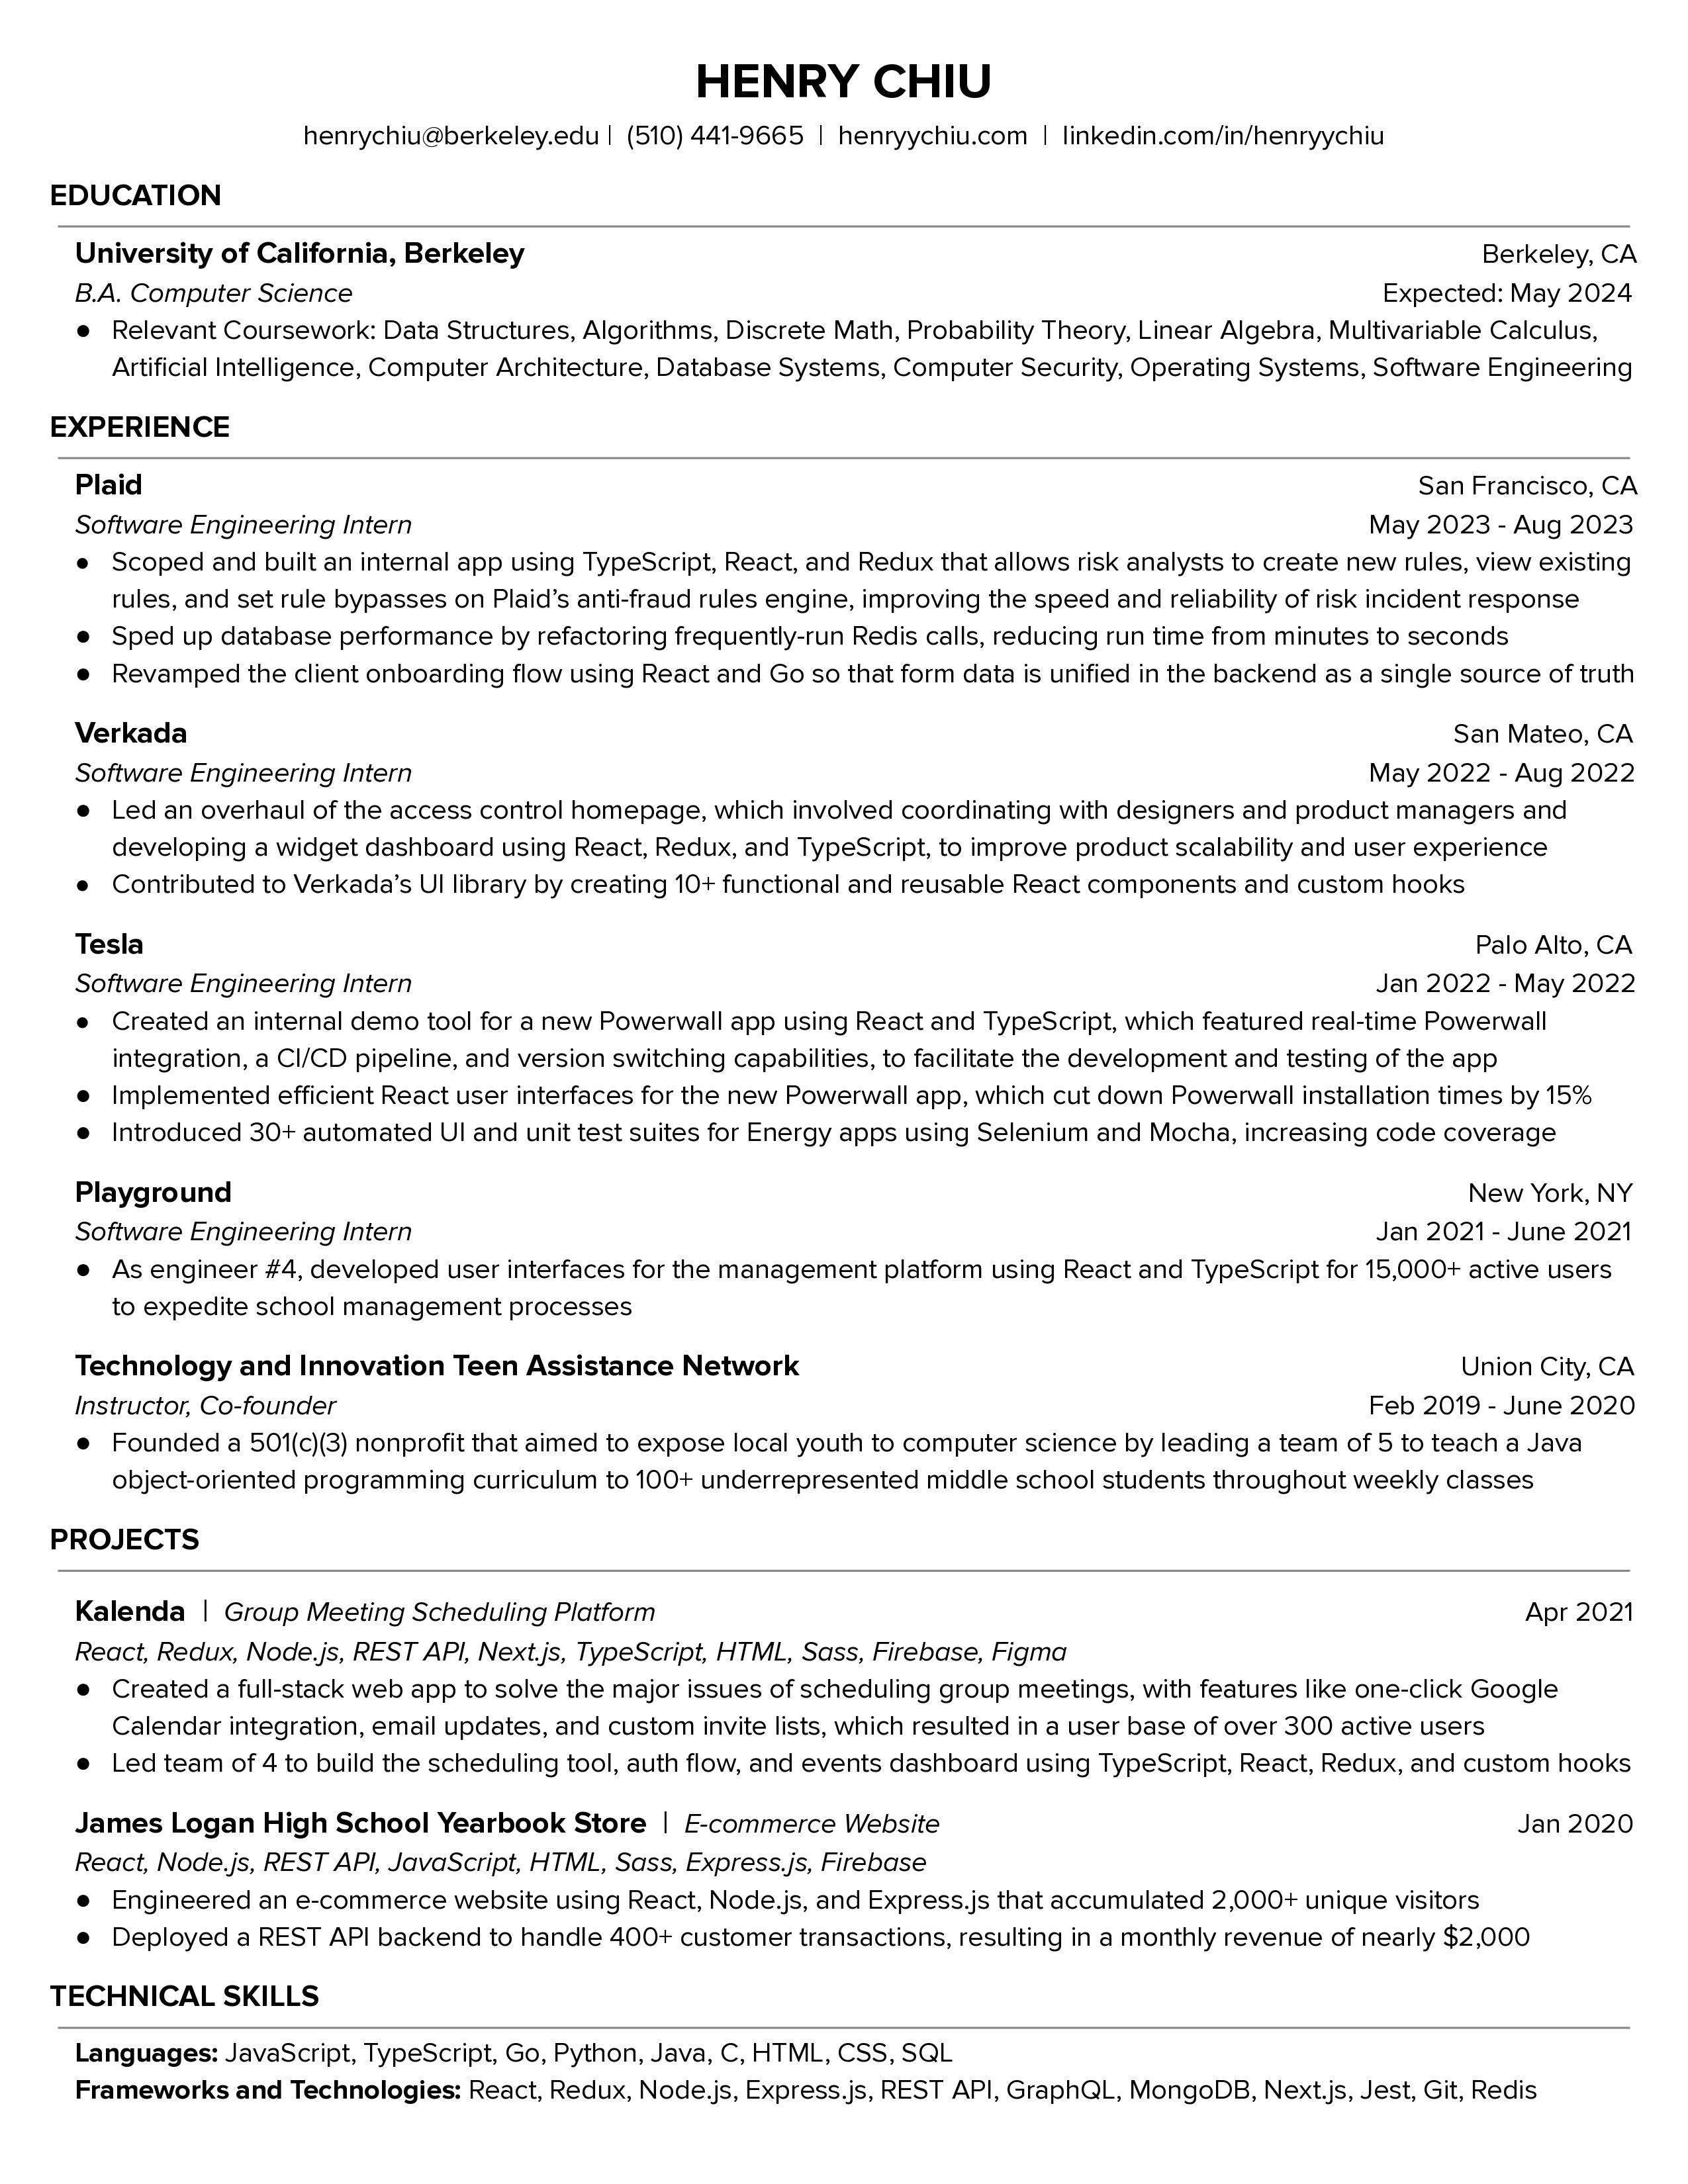 HENRY CHIU
henrychiu@berkeley.edu | (510) 441-9665 | henryychiu.com | linkedin.com/in/henryychiu
EDUCATION
University of California, Berkeley Berkeley, CA
B.A. Computer Science Expected: May 2024
● Relevant Coursework: Data Structures, Algorithms, Discrete Math, Probability Theory, Linear Algebra, Multivariable Calculus,
Artificial Intelligence, Computer Architecture, Database Systems, Computer Security, Operating Systems, Software Engineering
EXPERIENCE
Plaid San Francisco, CA
Software Engineering Intern May 2023 - Aug 2023
● Scoped and built an internal app using TypeScript, React, and Redux that allows risk analysts to create new rules, view existing
rules, and set rule bypasses on Plaid’s anti-fraud rules engine, improving the speed and reliability of risk incident response
● Sped up database performance by refactoring frequently-run Redis calls, reducing run time from minutes to seconds
● Revamped the client onboarding flow using React and Go so that form data is unified in the backend as a single source of truth
Verkada San Mateo, CA
Software Engineering Intern May 2022 - Aug 2022
● Led an overhaul of the access control homepage, which involved coordinating with designers and product managers and
developing a widget dashboard using React, Redux, and TypeScript, to improve product scalability and user experience
● Contributed to Verkada’s UI library by creating 10+ functional and reusable React components and custom hooks
Tesla Palo Alto, CA
Software Engineering Intern Jan 2022 - May 2022
● Created an internal demo tool for a new Powerwall app using React and TypeScript, which featured real-time Powerwall
integration, a CI/CD pipeline, and version switching capabilities, to facilitate the development and testing of the app
● Implemented efficient React user interfaces for the new Powerwall app, which cut down Powerwall installation times by 15%
● Introduced 30+ automated UI and unit test suites for Energy apps using Selenium and Mocha, increasing code coverage
Playground New York, NY
Software Engineering Intern Jan 2021 - June 2021
● As engineer #4, developed user interfaces for the management platform using React and TypeScript for 15,000+ active users
to expedite school management processes
Technology and Innovation Teen Assistance Network Union City, CA
Instructor, Co-founder Feb 2019 - June 2020
● Founded a 501(c)(3) nonprofit that aimed to expose local youth to computer science by leading a team of 5 to teach a Java
object-oriented programming curriculum to 100+ underrepresented middle school students throughout weekly classes
PROJECTS
Kalenda | Group Meeting Scheduling Platform Apr 2021
React, Redux, Node.js, REST API, Next.js, TypeScript, HTML, Sass, Firebase, Figma
● Created a full-stack web app to solve the major issues of scheduling group meetings, with features like one-click Google
Calendar integration, email updates, and custom invite lists, which resulted in a user base of over 300 active users
● Led team of 4 to build the scheduling tool, auth flow, and events dashboard using TypeScript, React, Redux, and custom hooks
James Logan High School Yearbook Store | E-commerce Website Jan 2020
React, Node.js, REST API, JavaScript, HTML, Sass, Express.js, Firebase
● Engineered an e-commerce website using React, Node.js, and Express.js that accumulated 2,000+ unique visitors
● Deployed a REST API backend to handle 400+ customer transactions, resulting in a monthly revenue of nearly $2,000
TECHNICAL SKILLS
Languages: JavaScript, TypeScript, Go, Python, Java, C, HTML, CSS, SQL
Frameworks and Technologies: React, Redux, Node.js, Express.js, REST API, GraphQL, MongoDB, Next.js, Jest, Git, Redis